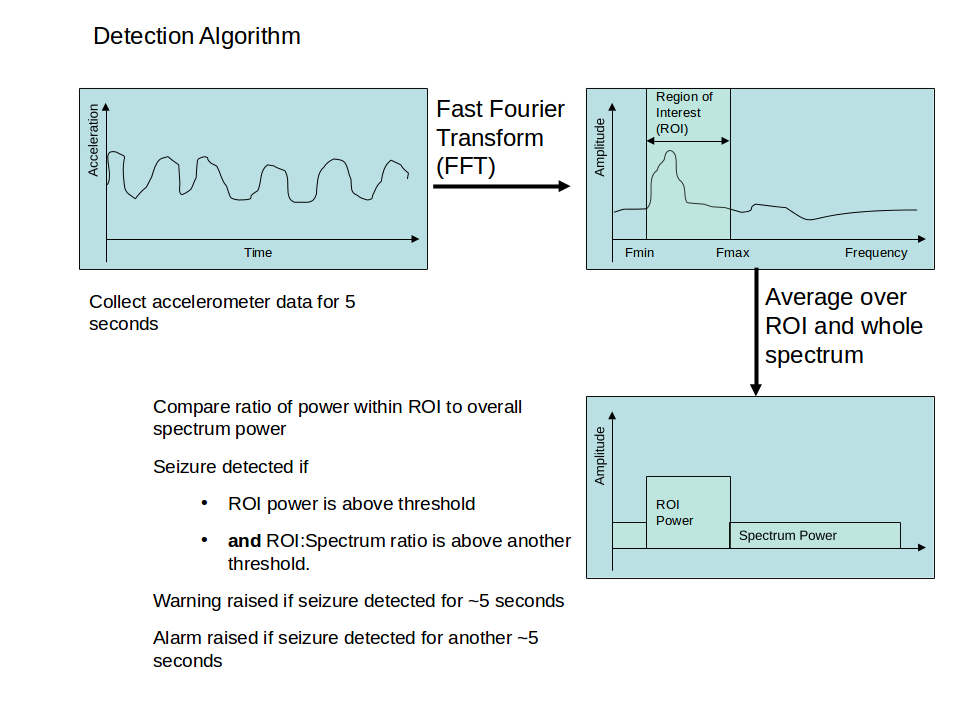 Detection Algorithm
Acceleration
Time
Fast Fourier
Transform
(FFT)
Region of
Interest
(ROI)
Amplitude
Fmin
Fmax
Frequency
Collect accelerometer data for 5
seconds
Average over
ROI and whole
spectrum
Compare ratio of power within ROI to overall
spectrum power
Seizure detected if
• ROI power is above threshold
• and ROI:Spectrum ratio is above another
threshold.
Warning raised if seizure detected for ~5 seconds
Alarm raised if seizure detected for another ~5
seconds
Amplitude
ROI
Power
Spectrum Power